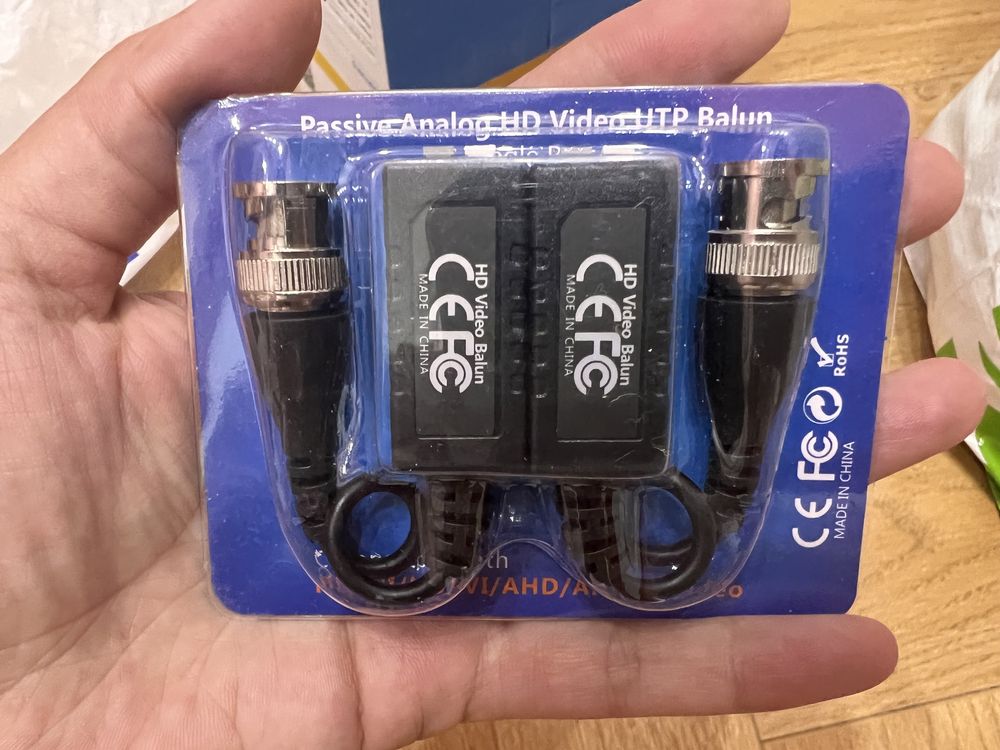 Passive Analog HD Video UTP Balun
HD Video Balun
CE FC
MADE IN CHINA
HD Video Balun
CE FC
MADE IN CHINA
RoHS
CE FC
MADE IN CHINA
/AHD/